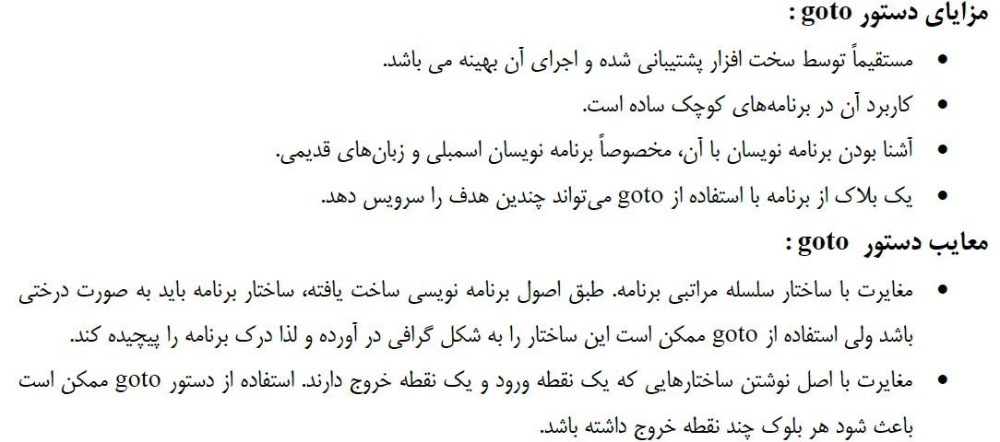 مزایای دستور goto :
• مستقیماً توسط سخت افزار پشتیبانی شده و اجرای آن بهینه می باشد.
• کاربرد آن در برنامه‌های کوچک ساده است.
• آشنا بودن برنامه نویسان با آن، مخصوصاً برنامه نویسان اسمبلی و زبان‌های قدیمی.
• یک بلاک از برنامه با استفاده از goto می‌تواند چندین هدف را سرویس دهد.
معایب دستور goto :
• مغایرت با ساختار سلسله مراتبی برنامه. طبق اصول برنامه نویسی ساخت یافته، ساختار برنامه باید به صورت درختی
باشد ولی استفاده از goto ممکن است این ساختار را به شکل گرافی در آورده و لذا درک برنامه را پیچیده کند.
• مغایرت با اصل نوشتن ساختارهایی که یک نقطه ورود و یک نقطه خروج دارند. استفاده از دستور goto ممکن است
باعث شود هر بلوک چند نقطه خروج داشته باشد.